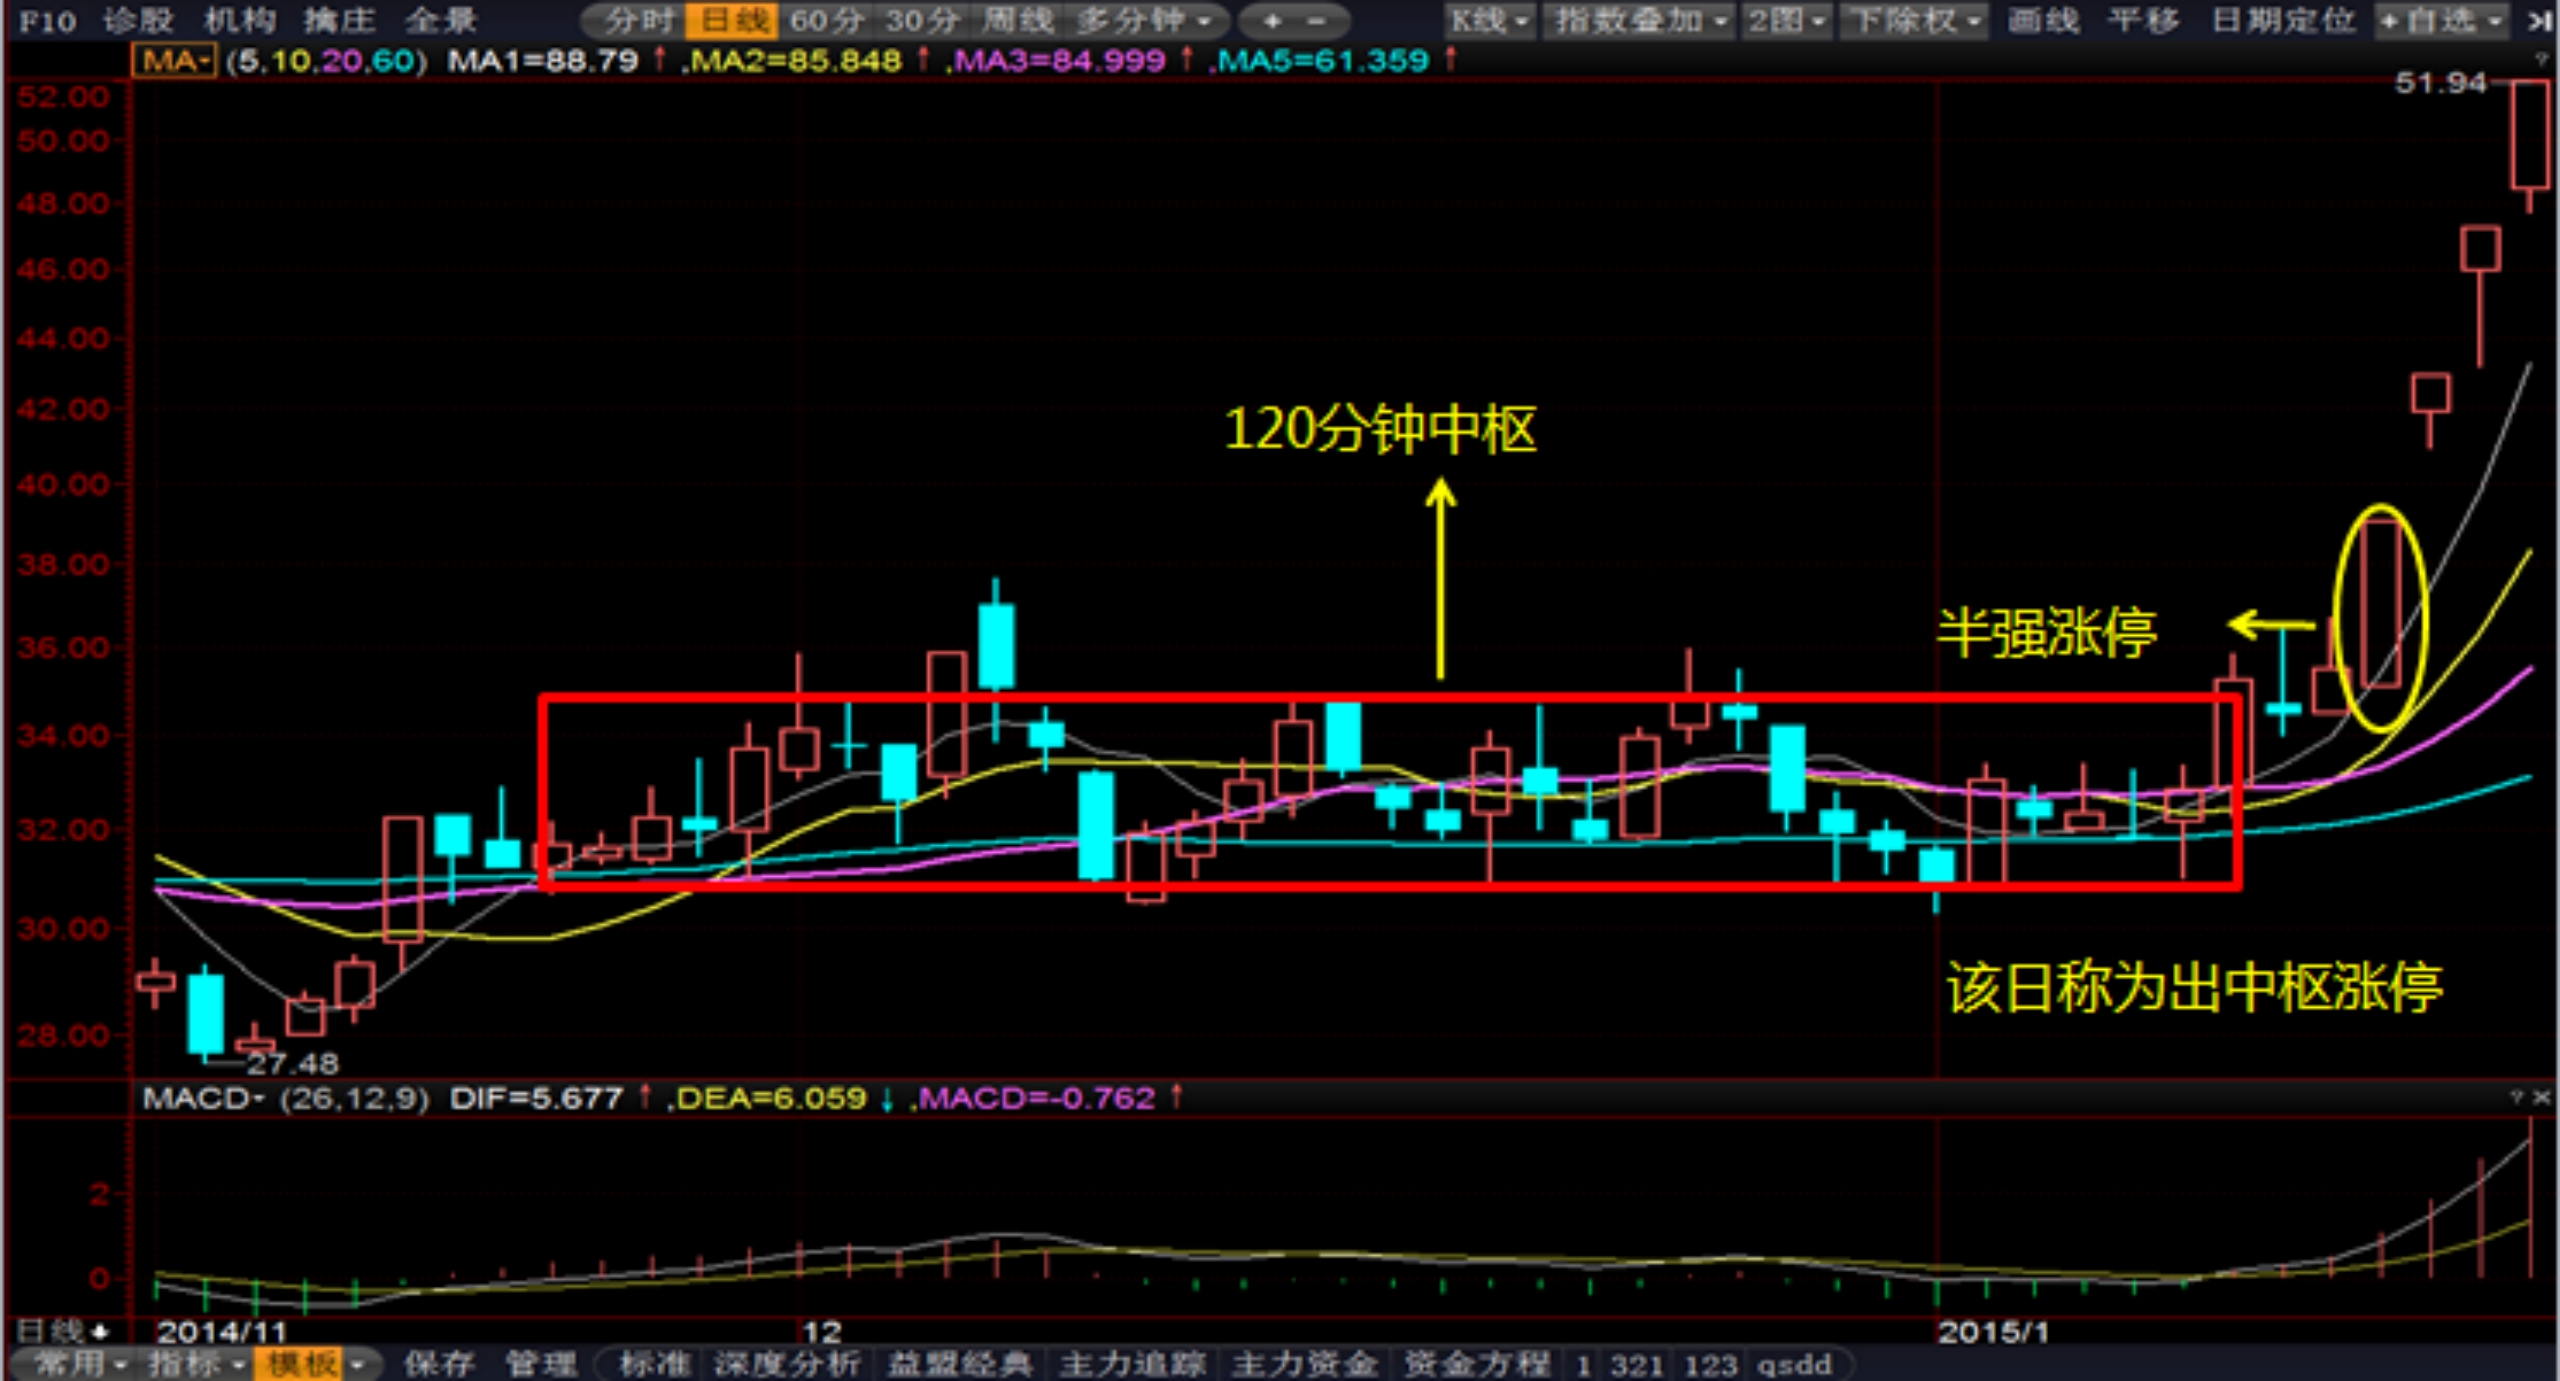 F10 诊股 机构 擒庄 全景 分时 日线 60分 30分 周线 多分钟 + - K线 指数叠加 2图 下除权 画线 平移 日期定位 +自选
MA (5,10,20,60) MA1=88.79 ↑ ,MA2=85.848 ↑ ,MA3=84.999 ↑ ,MA5=61.359 ↑ ?
51.94
52.00
50.00
48.00
46.00
44.00
42.00
120分钟中枢
40.00
38.00
36.00
半强涨停
34.00
32.00
30.00
该日称为出中枢涨停
28.00
27.48
MACD (26,12,9) DIF=5.677 ↑ ,DEA=6.059 ↓ ,MACD=-0.762 ↑ ? ×
2
0
日线 2014/11 12 2015/1
常用 指标 模板 保存 管理 标准 深度分析 益盟经典 主力追踪 主力资金 资金方程 1 321 123 qsdd